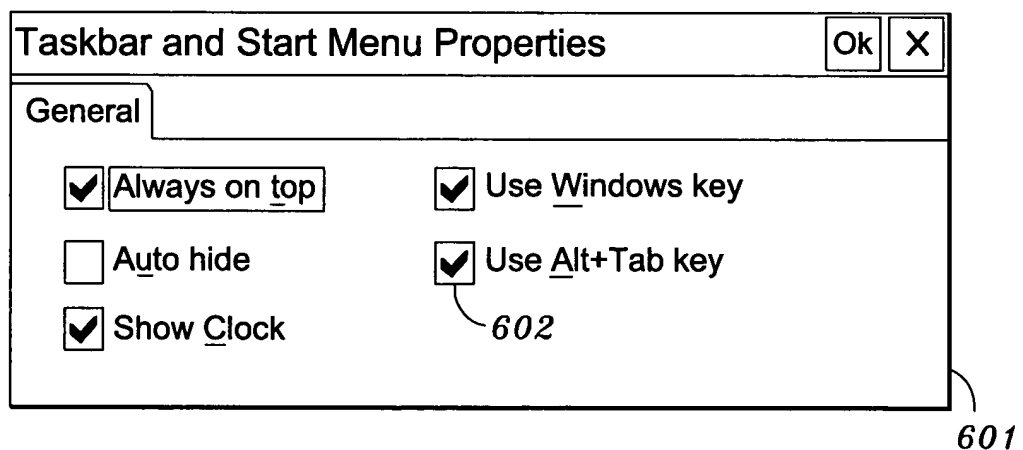 Taskbar and Start Menu Properties Ok X
General
Always on top Use Windows key
Auto hide Use Alt+Tab key
Show Clock 602
601